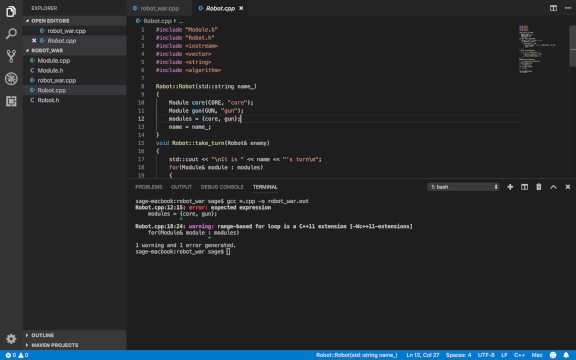 EXPLORER
OPEN EDITORS
robot_war.cpp
Robot.cpp
ROBOT_WAR
Module.cpp
Module.h
robot_war.cpp
Robot.cpp
Robot.h
OUTLINE
MAVEN PROJECTS
robot_war.cpp
Robot.cpp
Robot.cpp > ...
1 #include "Module.h"
2 #include "Robot.h"
3 #include <iostream>
4 #include <vector>
5 #include <string>
6 #include <algorithm>
7
8 Robot::Robot(std::string name_)
9 {
10 Module core(CORE, "core");
11 Module gun(GUN, "gun");
12 modules = {core, gun};
13 name = name_;
14 }
15 void Robot::take_turn(Robot& enemy)
16 {
17 std::cout << "\nIt is " << name << "'s turn\n";
18 for(Module& module : modules)
19 {
PROBLEMS OUTPUT DEBUG CONSOLE TERMINAL 1: bash
sage-macbook:robot_war sage$ gcc *.cpp -o robot_war.out
Robot.cpp:12:15: error: expected expression
modules = {core, gun};
^
Robot.cpp:18:24: warning: range-based for loop is a C++11 extension [-Wc++11-extensions]
for(Module& module : modules)
^
1 warning and 1 error generated.
sage-macbook:robot_war sage$
0 0 Robot::Robot(std::string name_) Ln 12, Col 27 Spaces: 4 UTF-8 LF C++ Mac